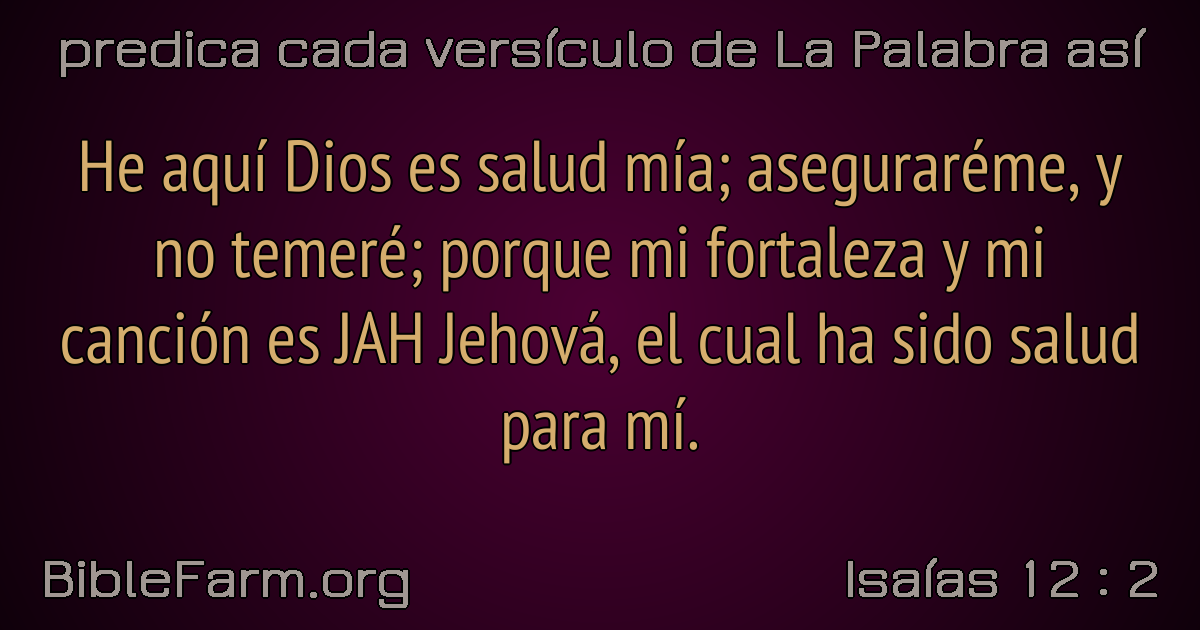 predica cada versículo de La Palabra así
He aquí Dios es salud mía; aseguraréme, y
no temeré; porque mi fortaleza y mi
canción es JAH Jehová, el cual ha sido salud
para mí.
BibleFarm.org
Isaías 12 : 2